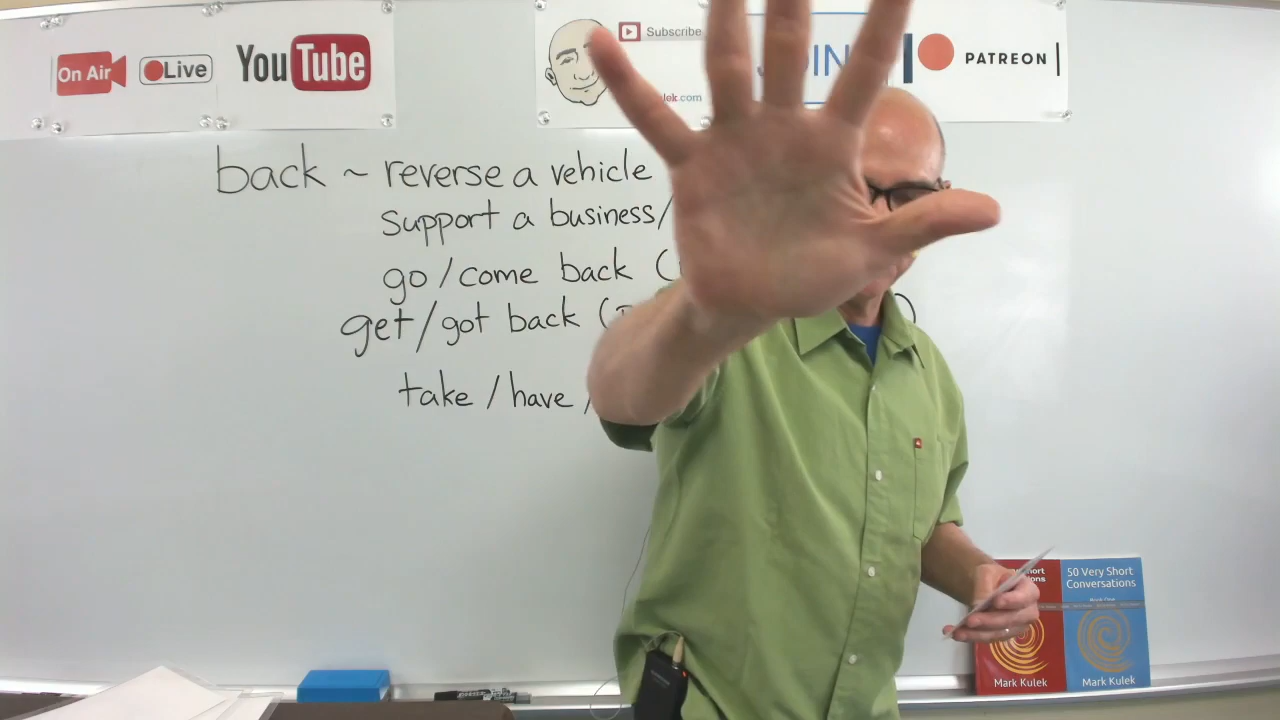 On Air
Live
YouTube
Subscribe
PATREON
back ~ reverse a vehicle
support a business/
go / come back (
get / got back (
take / have /
50 Very Short
Conversations
Mark Kulek
Mark Kulek